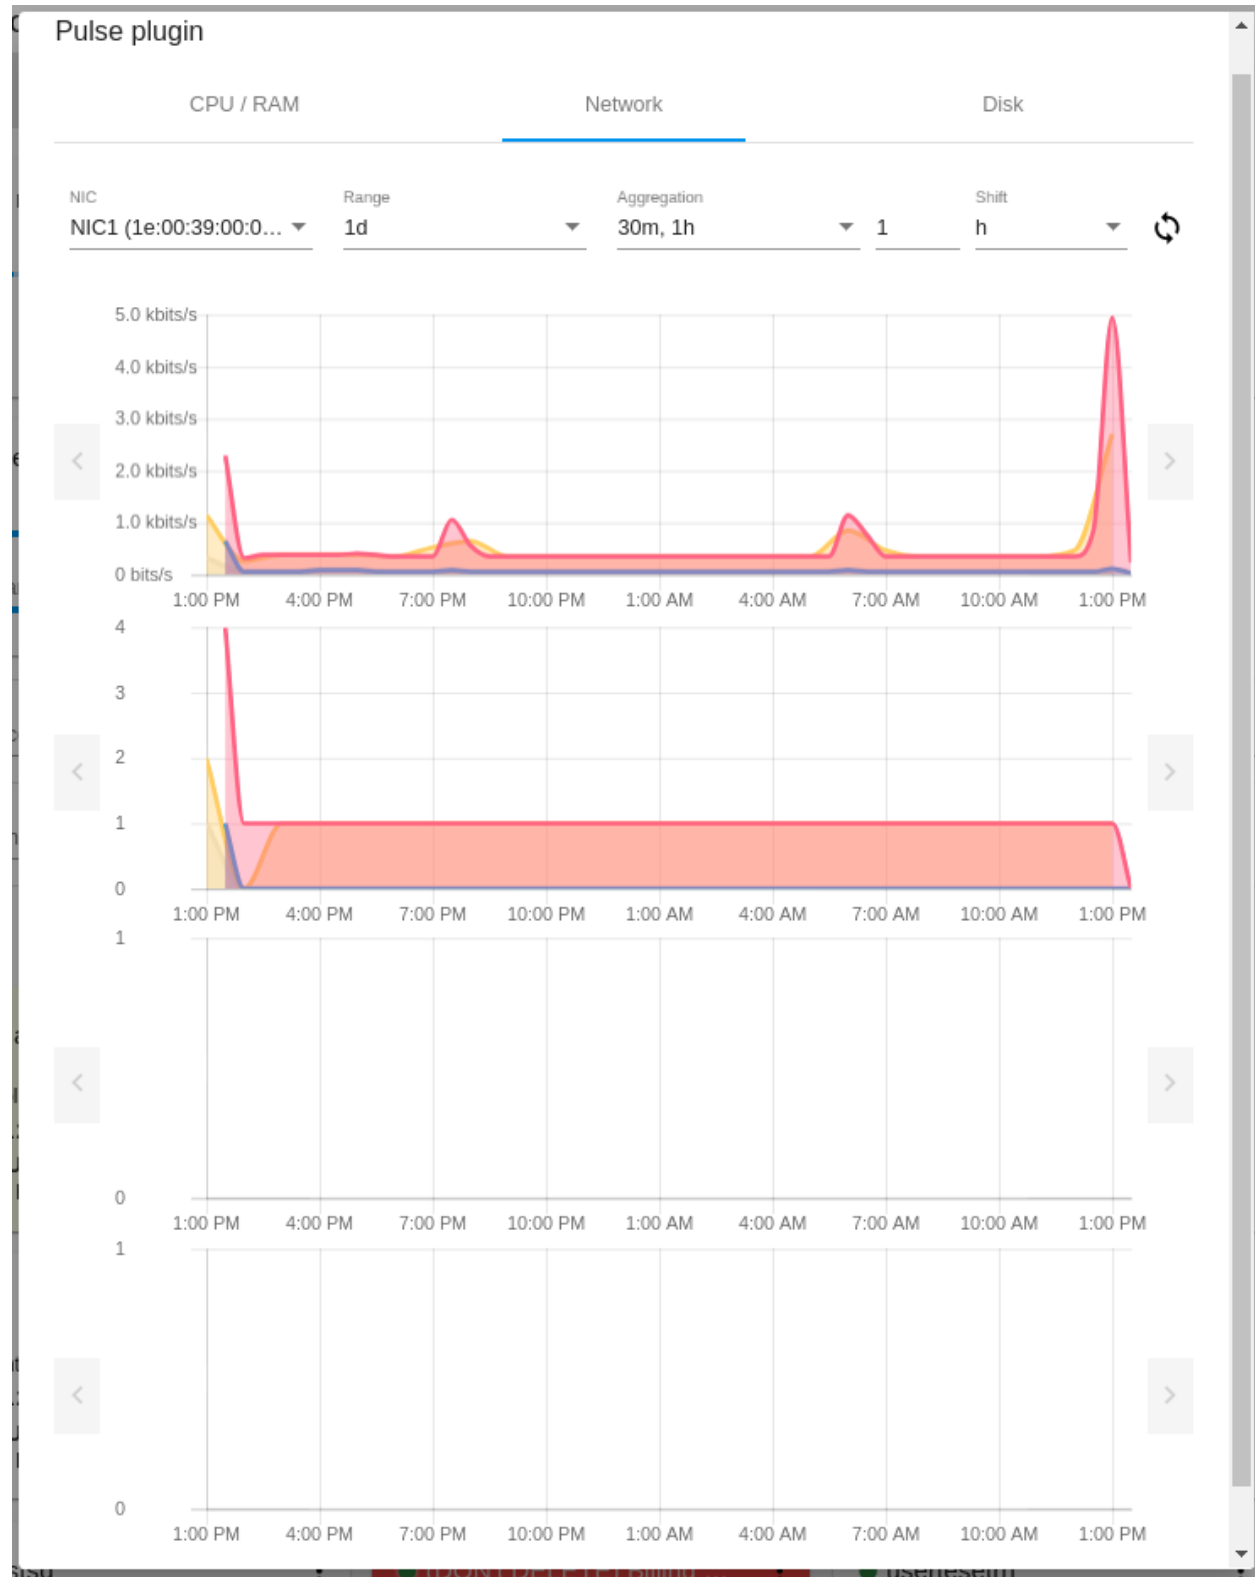 Pulse plugin
CPU / RAM Network Disk
NIC Range Aggregation Shift
NIC1 (1e:00:39:00:0... 1d 30m, 1h 1 h
5.0 kbits/s
4.0 kbits/s
3.0 kbits/s
2.0 kbits/s
1.0 kbits/s
0 bits/s
1:00 PM 4:00 PM 7:00 PM 10:00 PM 1:00 AM 4:00 AM 7:00 AM 10:00 AM 1:00 PM
4
3
2
1
0
1:00 PM 4:00 PM 7:00 PM 10:00 PM 1:00 AM 4:00 AM 7:00 AM 10:00 AM 1:00 PM
1
0
1:00 PM 4:00 PM 7:00 PM 10:00 PM 1:00 AM 4:00 AM 7:00 AM 10:00 AM 1:00 PM
1
0
1:00 PM 4:00 PM 7:00 PM 10:00 PM 1:00 AM 4:00 AM 7:00 AM 10:00 AM 1:00 PM